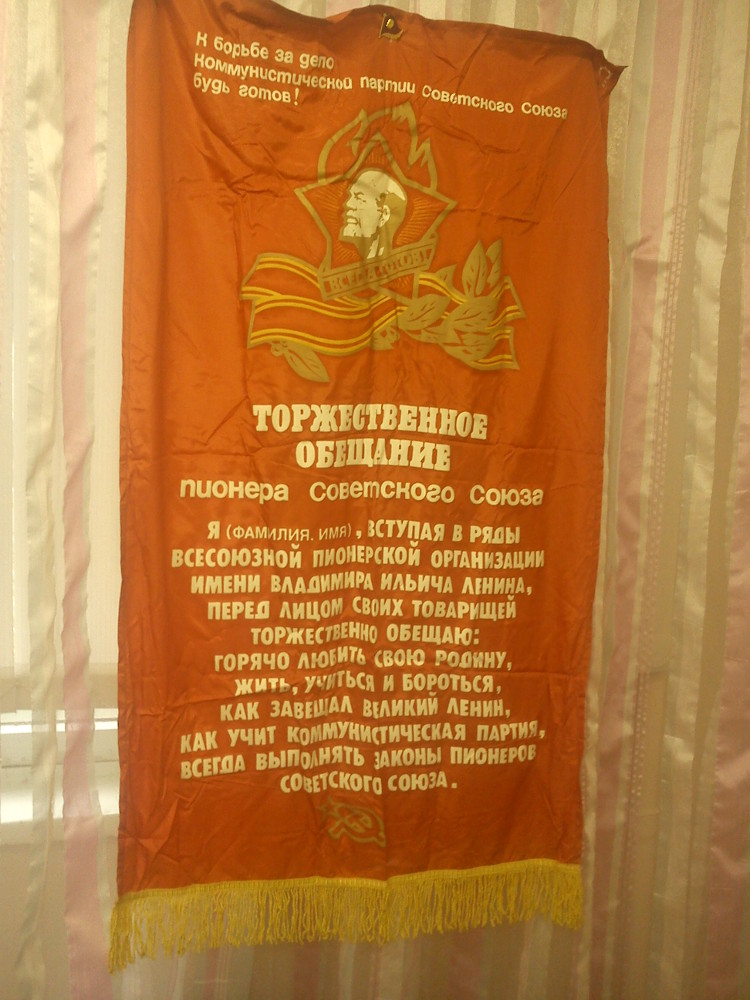 К борьбе за дело
Коммунистической партии Советского Союза
будь готов!
ВСЕГДА ГОТОВ!
ТОРЖЕСТВЕННОЕ
ОБЕЩАНИЕ
пионера Советского Союза
Я (ФАМИЛИЯ. ИМЯ), ВСТУПАЯ В РЯДЫ
ВСЕСОЮЗНОЙ ПИОНЕРСКОЙ ОРГАНИЗАЦИИ
ИМЕНИ ВЛАДИМИРА ИЛЬИЧА ЛЕНИНА,
ПЕРЕД ЛИЦОМ СВОИХ ТОВАРИЩЕЙ
ТОРЖЕСТВЕННО ОБЕЩАЮ:
ГОРЯЧО ЛЮБИТЬ СВОЮ РОДИНУ,
ЖИТЬ, УЧИТЬСЯ И БОРОТЬСЯ,
КАК ЗАВЕЩАЛ ВЕЛИКИЙ ЛЕНИН,
КАК УЧИТ КОММУНИСТИЧЕСКАЯ ПАРТИЯ,
ВСЕГДА ВЫПОЛНЯТЬ ЗАКОНЫ ПИОНЕРОВ
СОВЕТСКОГО СОЮЗА.